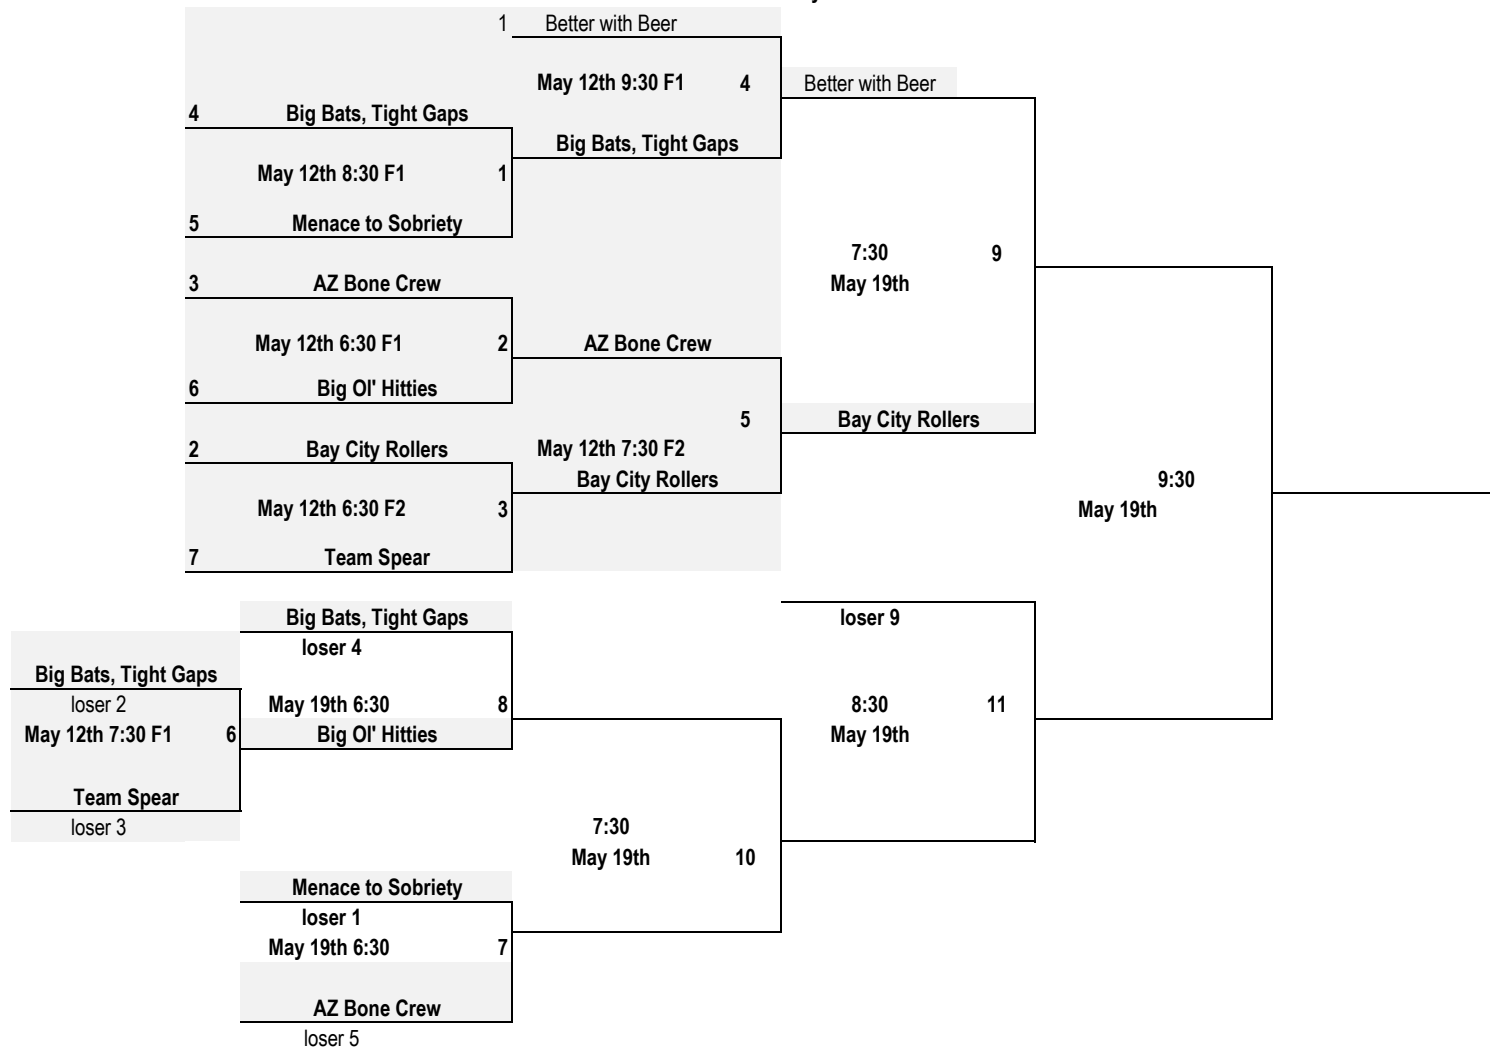 1 Better with Beer
May 12th 9:30 F1 4 Better with Beer
4 Big Bats, Tight Gaps
Big Bats, Tight Gaps
May 12th 8:30 F1 1
5 Menace to Sobriety
7:30 9
3 AZ Bone Crew May 19th
May 12th 6:30 F1 2 AZ Bone Crew
6 Big Ol' Hitties
5 Bay City Rollers
2 Bay City Rollers May 12th 7:30 F2
Bay City Rollers 9:30
May 12th 6:30 F2 3 May 19th
7 Team Spear
Big Bats, Tight Gaps loser 9
loser 4
Big Bats, Tight Gaps
loser 2 May 19th 6:30 8 8:30 11
May 12th 7:30 F1 6 Big Ol' Hitties May 19th
Team Spear
loser 3 7:30
May 19th 10
Menace to Sobriety
loser 1
May 19th 6:30 7
AZ Bone Crew
loser 5